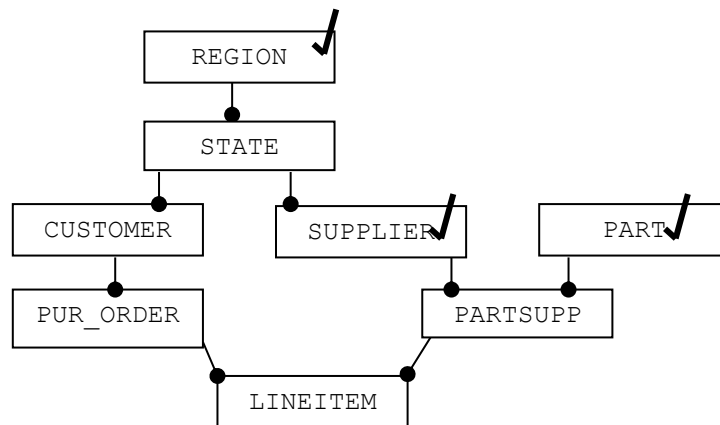 REGION
STATE
CUSTOMER
SUPPLIER
PART
PUR_ORDER
PARTSUPP
LINEITEM